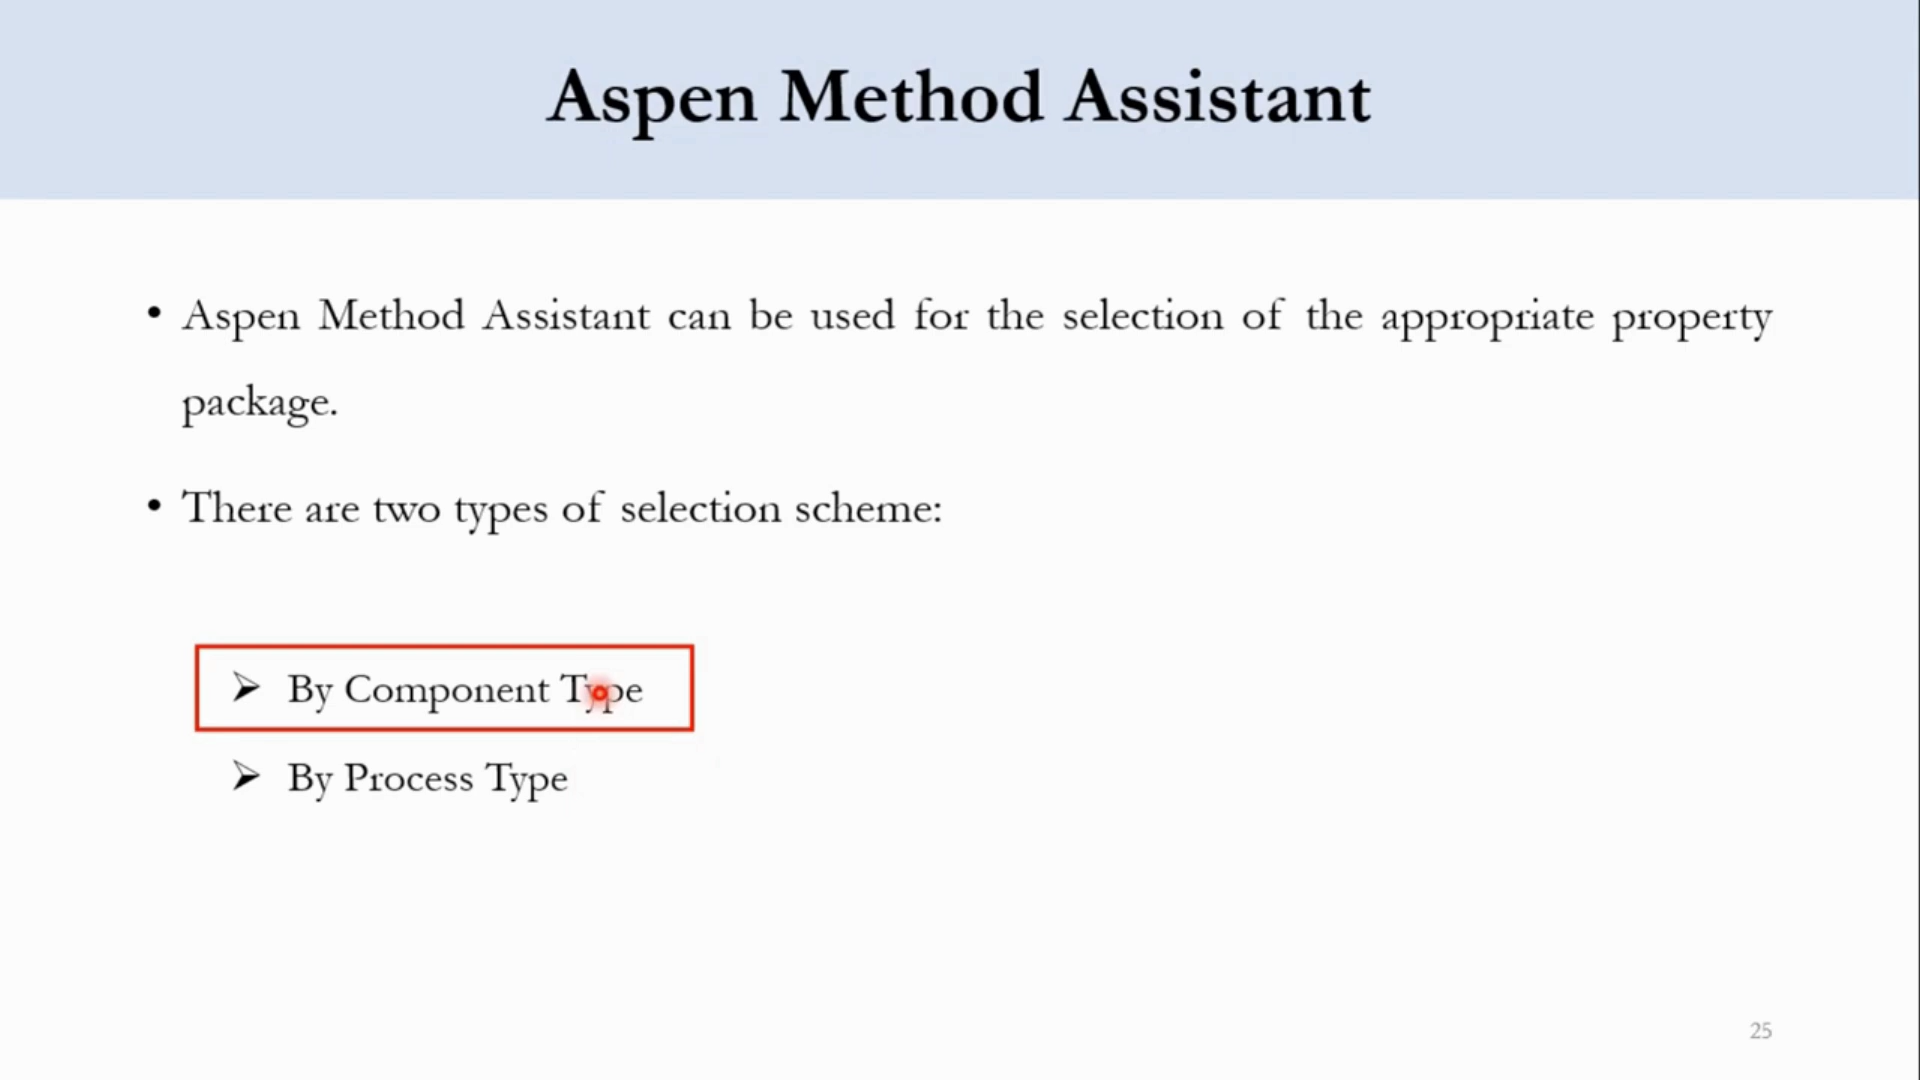 Aspen Method Assistant
• Aspen Method Assistant can be used for the selection of the appropriate property
package.
• There are two types of selection scheme:
➢ By Component Type
➢ By Process Type
25